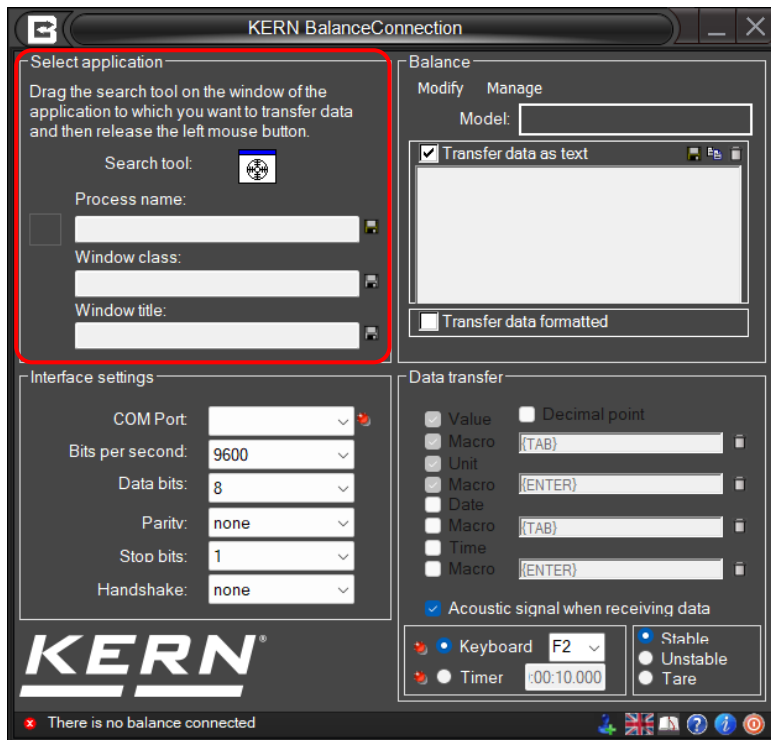 KERN BalanceConnection
Select application
Drag the search tool on the window of the
application to which you want to transfer data
and then release the left mouse button.
Search tool:
Process name:
Window class:
Window title:
Balance
Modify Manage
Model:
Transfer data as text
Transfer data formatted
Interface settings
COM Port:
Bits per second: 9600
Data bits: 8
Parity: none
Stop bits: 1
Handshake: none
Data transfer
Value Decimal point
Macro {TAB}
Unit
Macro {ENTER}
Date
Macro {TAB}
Time
Macro {ENTER}
Acoustic signal when receiving data
Keyboard F2
Timer :00:10.000
Stable
Unstable
Tare
KERN®
There is no balance connected